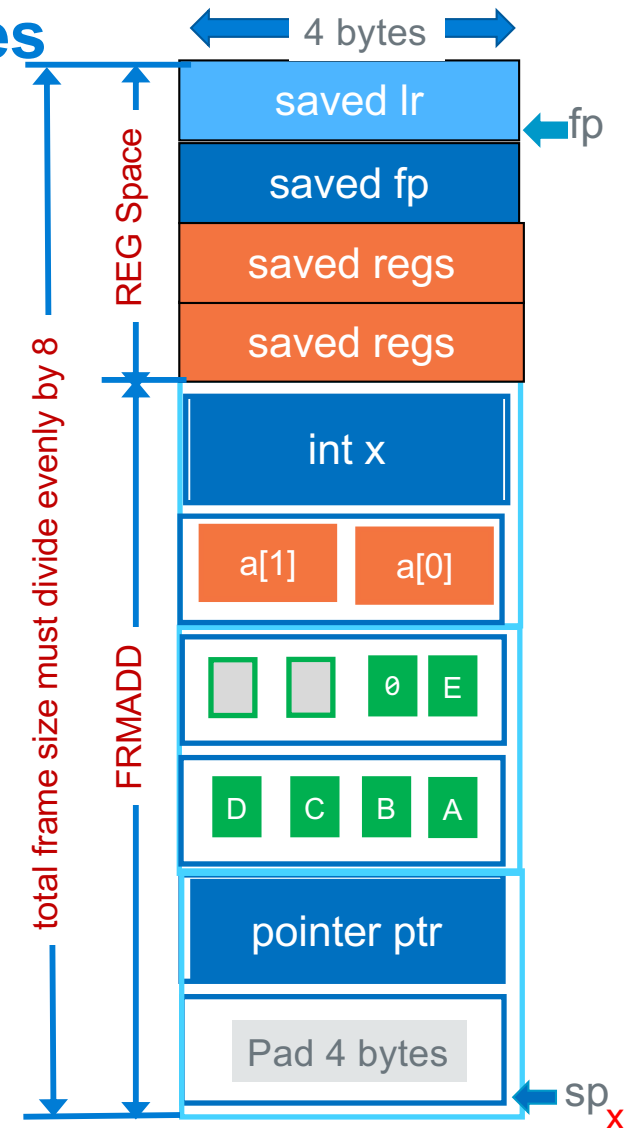 es
4 bytes
saved lr
fp
saved fp
saved regs
saved regs
REG Space
total frame size must divide evenly by 8
FRMADD
int x
a[1] a[0]
0 E
D C B A
pointer ptr
Pad 4 bytes
sp
x